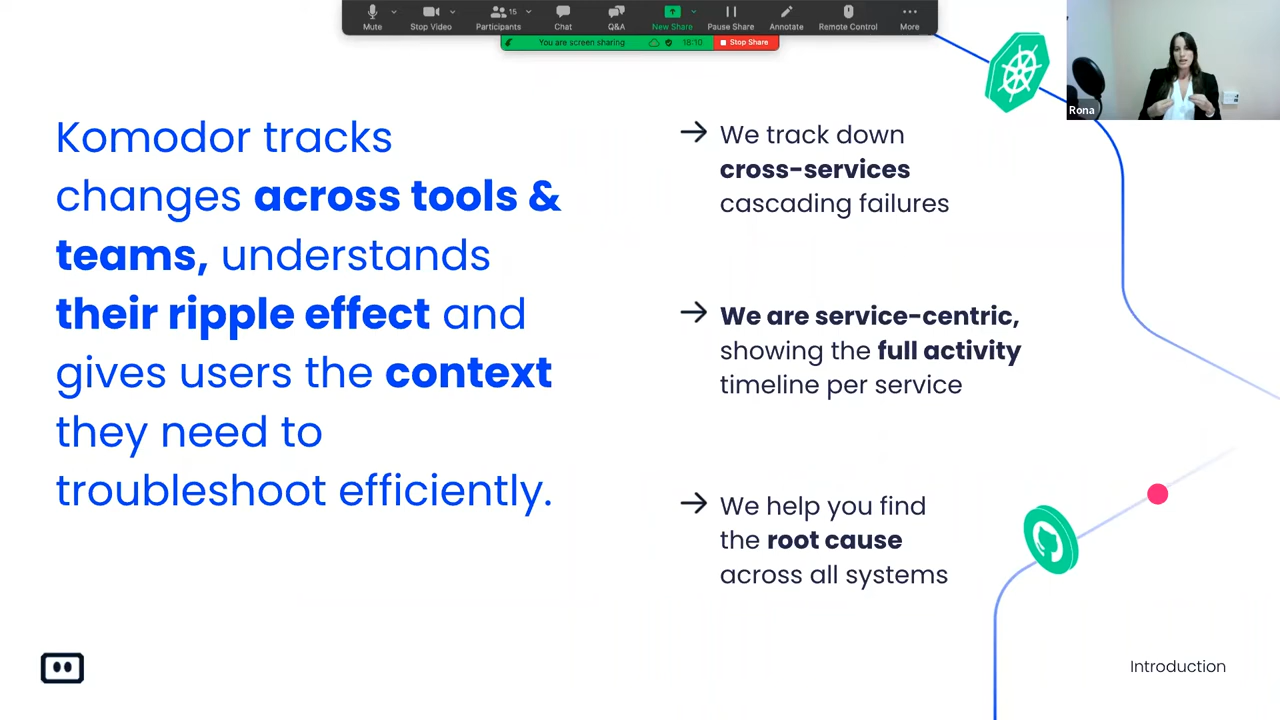 Mute
Stop Video
15
Participants
Chat
Q&A
New Share
Pause Share
Annotate
Remote Control
More
You are screen sharing
18:10
Stop Share
Rona
Komodor tracks
changes across tools &
teams, understands
their ripple effect and
gives users the context
they need to
troubleshoot efficiently.
We track down
cross-services
cascading failures
We are service-centric,
showing the full activity
timeline per service
We help you find
the root cause
across all systems
Introduction